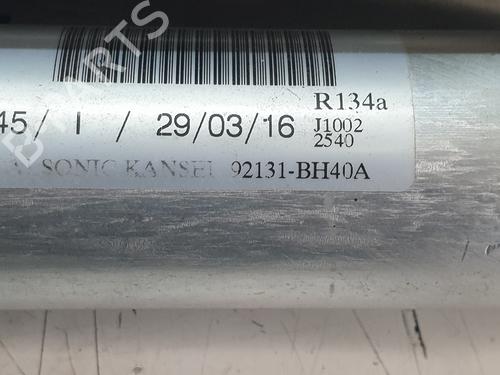 R134a
45/ I / 29/03/16
J1002
2540
SONIC KANSEI 92131-BH40A